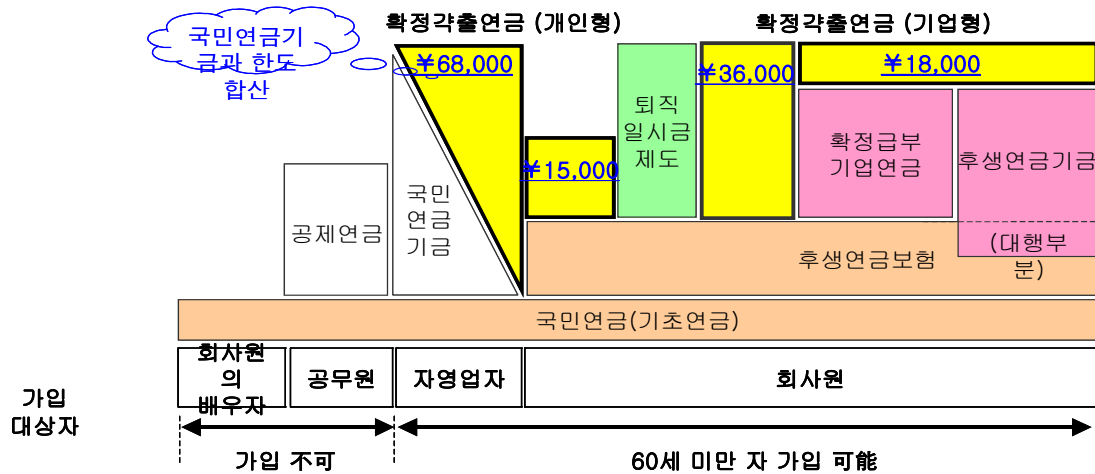 확정갹출연금 (개인형)
확정갹출연금 (기업형)
국민연금기
금과 한도
합산
￥68,000
￥36,000
￥18,000
퇴직
일시금
제도
￥15,000
확정급부
기업연금
후생연금기금
국민
연금
기금
공제연금
후생연금보험
(대행부
분)
국민연금(기초연금)
회사원
의
배우자
공무원
자영업자
회사원
가입
대상자
가입 不可
60세 미만 자 가입 可能